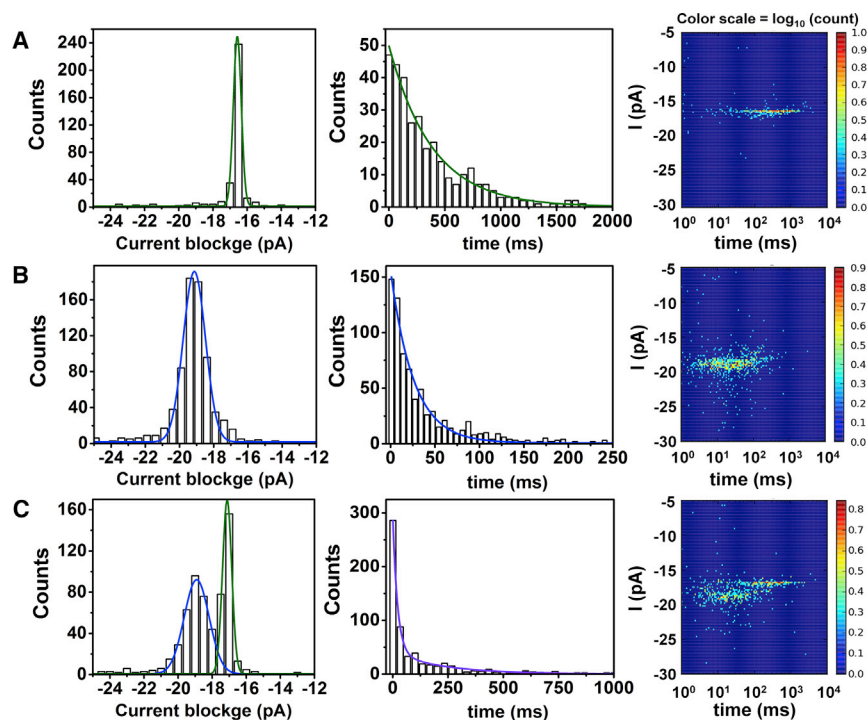 Color scale = log10 (count)
A
240
200
160
120
80
40
0
Counts
-24 -22 -20 -18 -16 -14 -12
Current blockge (pA)
50
40
30
20
10
0
Counts
0 500 1000 1500 2000
time (ms)
-5
-10
-15
-20
-25
-30
I (pA)
10^0 10^1 10^2 10^3 10^4
time (ms)
1.0
0.9
0.8
0.7
0.6
0.5
0.4
0.3
0.2
0.1
0.0
B
160
120
80
40
0
Counts
-24 -22 -20 -18 -16 -14 -12
Current blockge (pA)
150
100
50
0
Counts
0 50 100 150 200 250
time (ms)
-5
-10
-15
-20
-25
-30
I (pA)
10^0 10^1 10^2 10^3 10^4
time (ms)
0.9
0.8
0.7
0.6
0.5
0.4
0.3
0.2
0.1
0.0
C
160
120
80
40
0
Counts
-24 -22 -20 -18 -16 -14 -12
Current blockge (pA)
300
200
100
0
Counts
0 250 500 750 1000
time (ms)
-5
-10
-15
-20
-25
-30
I (pA)
10^0 10^1 10^2 10^3 10^4
time (ms)
0.8
0.7
0.6
0.5
0.4
0.3
0.2
0.1
0.0